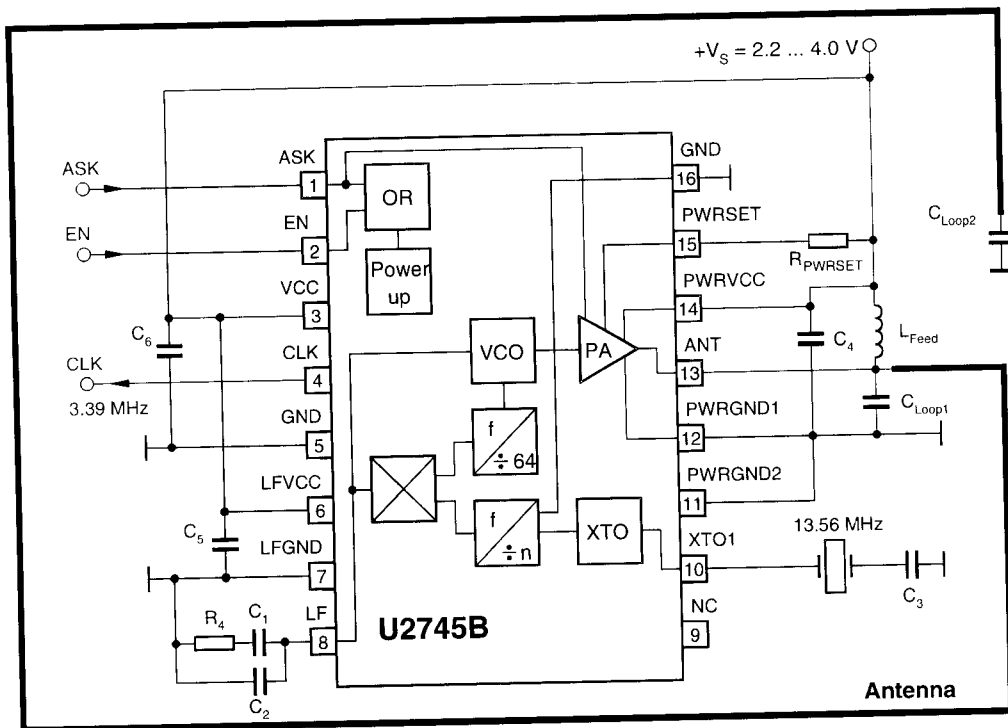 +VS = 2.2 ... 4.0 V
ASK
EN
C6
CLK
3.39 MHz
C5
R4
C1
C2
ASK
1
EN
2
VCC
3
CLK
4
GND
5
LFVCC
6
LFGND
7
LF
8
OR
Power
up
VCO
PA
f
÷ 64
f
÷ n
XTO
U2745B
GND
16
PWRSET
15
PWRVCC
14
ANT
13
PWRGND1
12
PWRGND2
11
XTO1
10
NC
9
RPWRSET
C4
LFeed
CLoop1
CLoop2
13.56 MHz
C3
Antenna